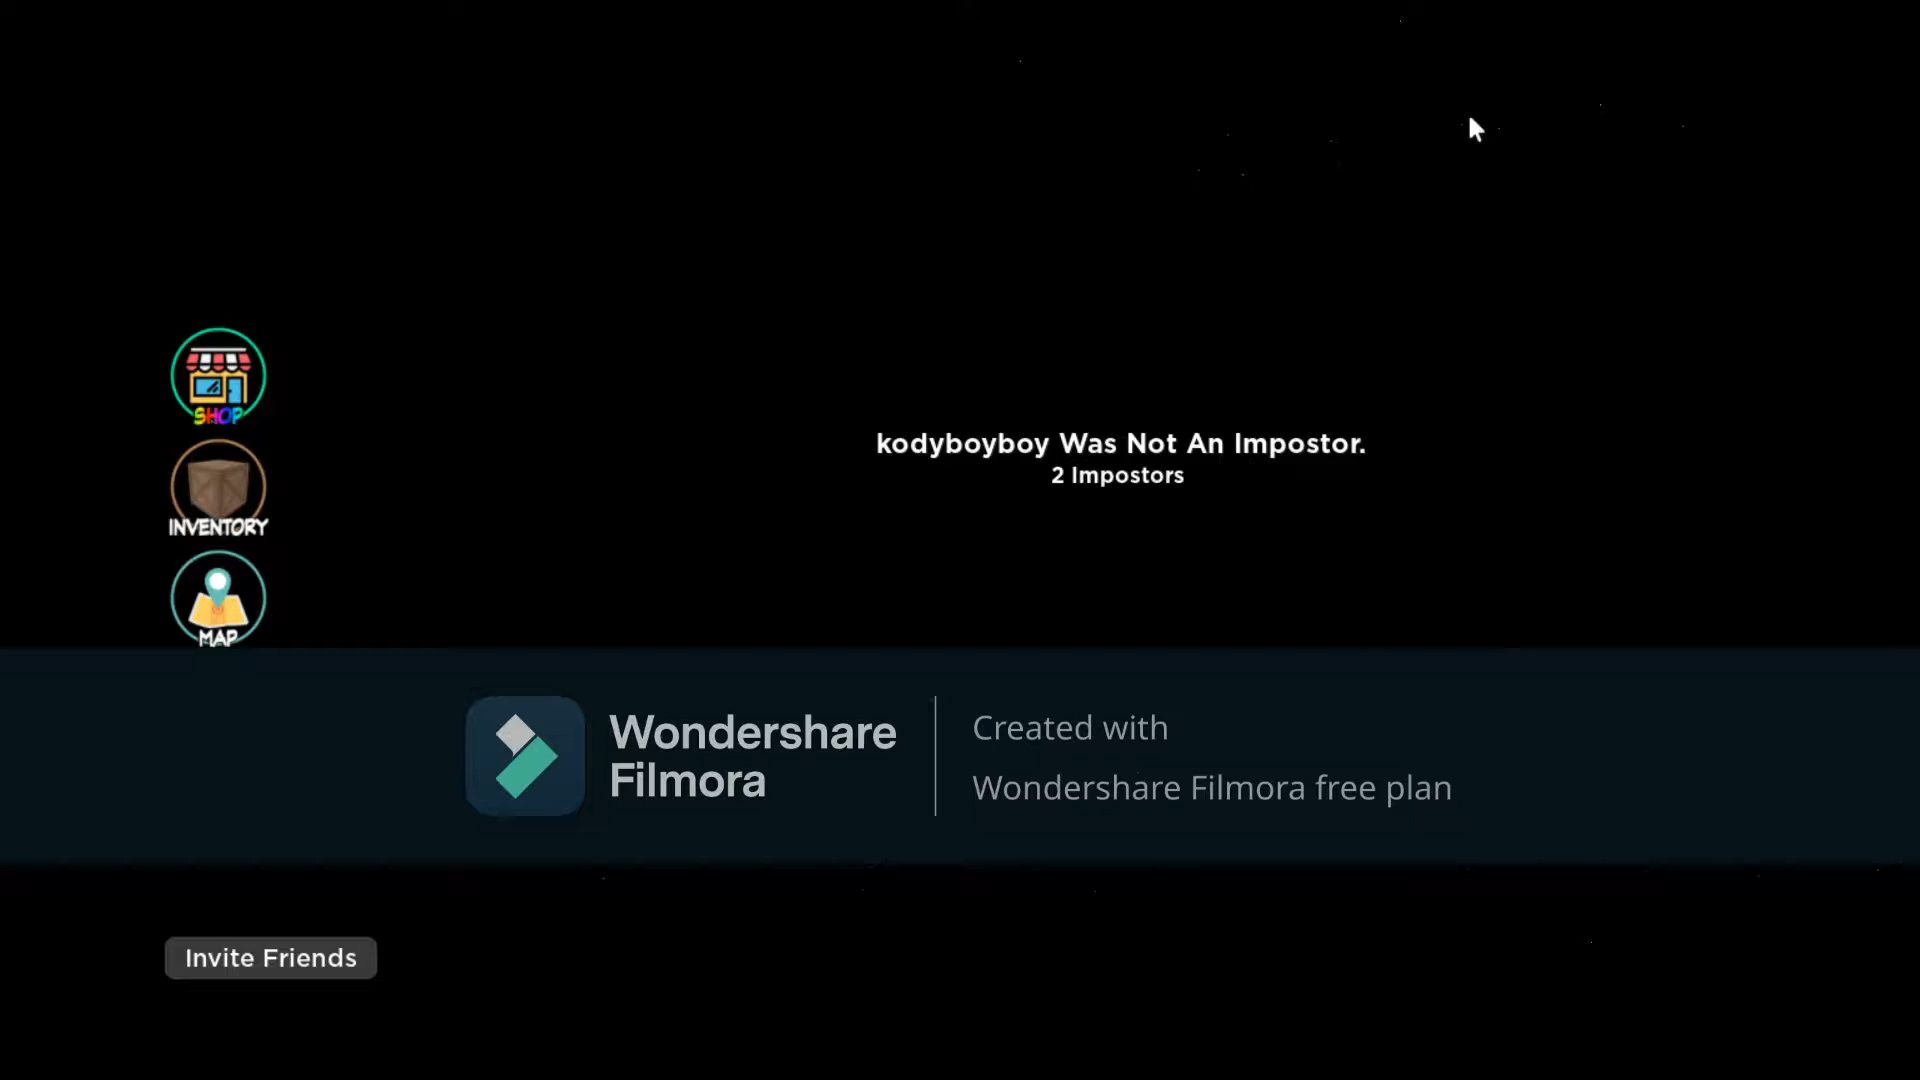 SHOP
INVENTORY
MAP
kodyboyboy Was Not An Impostor.
2 Impostors
Wondershare
Filmora
Created with
Wondershare Filmora free plan
Invite Friends